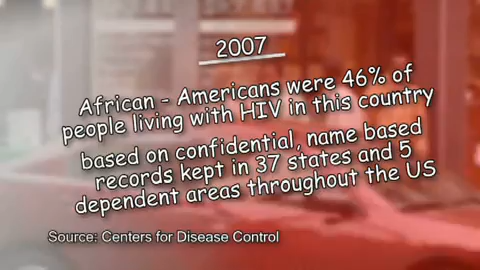 2007
African - Americans were 46% of
people living with HIV in this country
based on confidential, name based
records kept in 37 states and 5
dependent areas throughout the US
Source: Centers for Disease Control